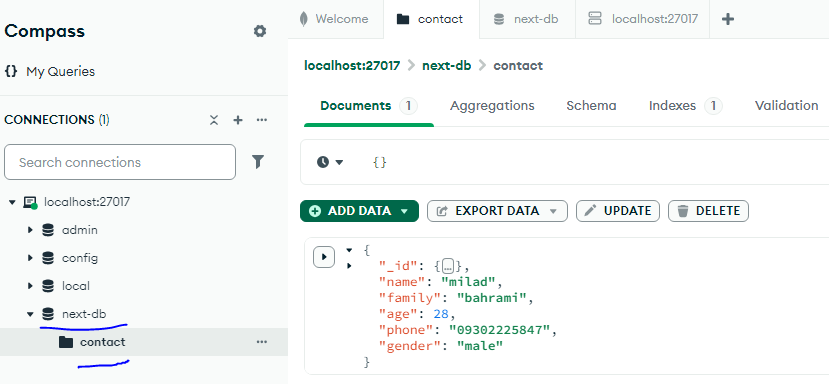 Compass
{} My Queries
CONNECTIONS (1)
Search connections
localhost:27017
admin
config
local
next-db
contact
Welcome
contact
next-db
localhost:27017
localhost:27017 > next-db > contact
Documents 1 Aggregations Schema Indexes 1 Validation
{}
ADD DATA EXPORT DATA UPDATE DELETE
{
"_id": {…},
"name": "milad",
"family": "bahrami",
"age": 28,
"phone": "09302225847",
"gender": "male"
}